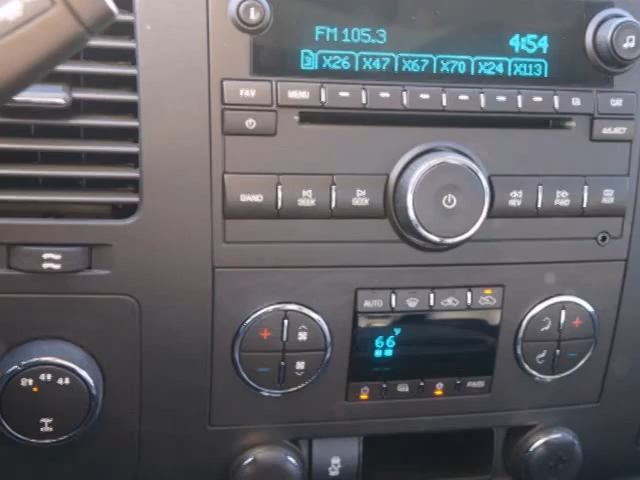 FM 105.3 4:54
X26 X47 X67 X70 X24 X113
FAV MENU CAT
BAND SEEK SEEK REV FWD AUX
AUTO
66°F